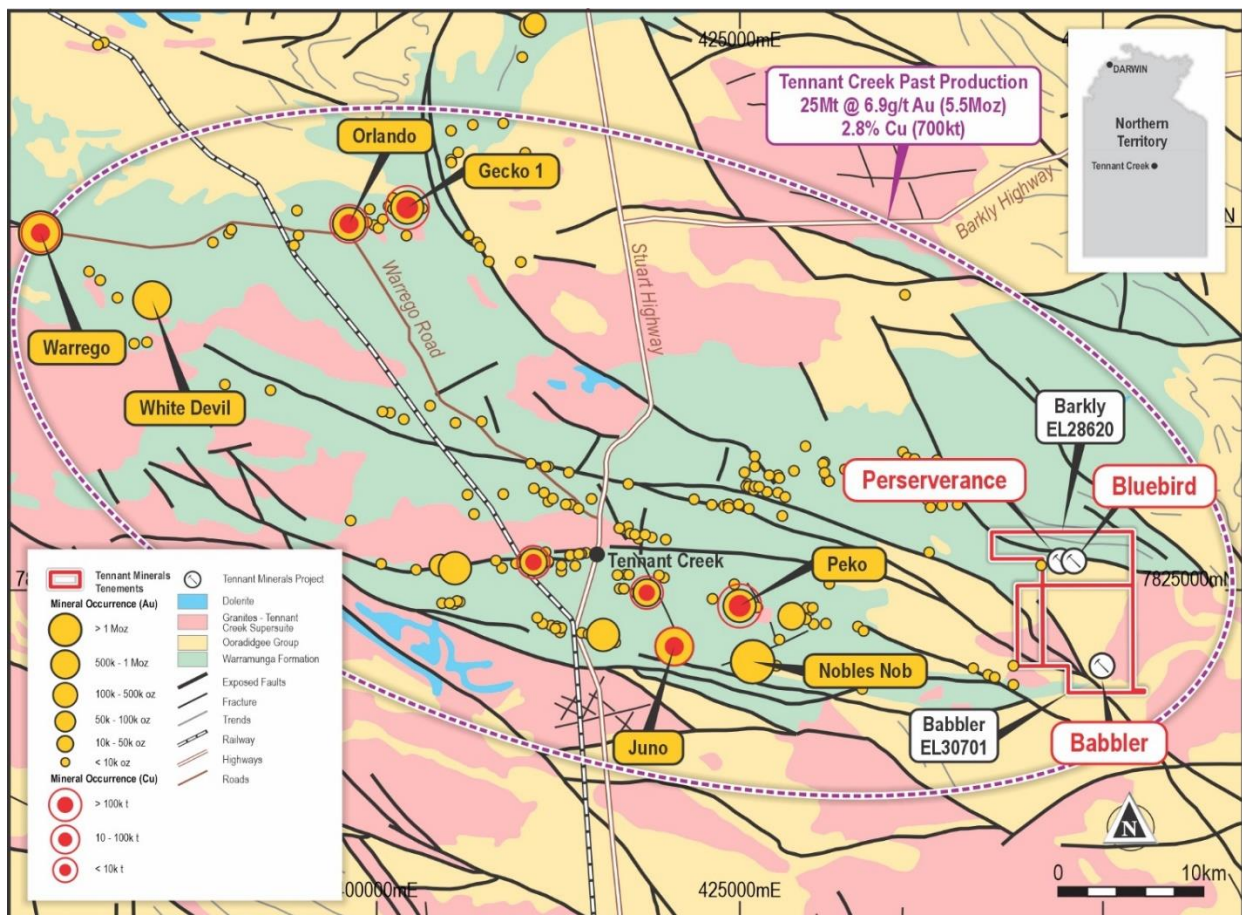 425000mE
DARWIN
Northern
Territory
Tennant Creek
Tennant Creek Past Production
25Mt @ 6.9g/t Au (5.5Moz)
2.8% Cu (700kt)
Orlando
Gecko 1
Barkly Highway
N
Stuart Highway
Warrego Road
Warrego
White Devil
Barkly
EL28620
Perserverance
Bluebird
Tennant Creek
Peko
7825000mN
Nobles Nob
Juno
Babbler
EL30701
Babbler
Tennant Minerals
Tenements
Mineral Occurrence (Au)
> 1 Moz
500k - 1 Moz
100k - 500k oz
50k - 100k oz
10k - 50k oz
< 10k oz
Mineral Occurrence (Cu)
> 100k t
10 - 100k t
< 10k t
Tennant Minerals Project
Dolerite
Granites - Tennant
Creek Supersuite
Ooradidgee Group
Warramunga Formation
Exposed Faults
Fracture
Trends
Railway
Highways
Roads
78
00000mE
425000mE
N
0 10km